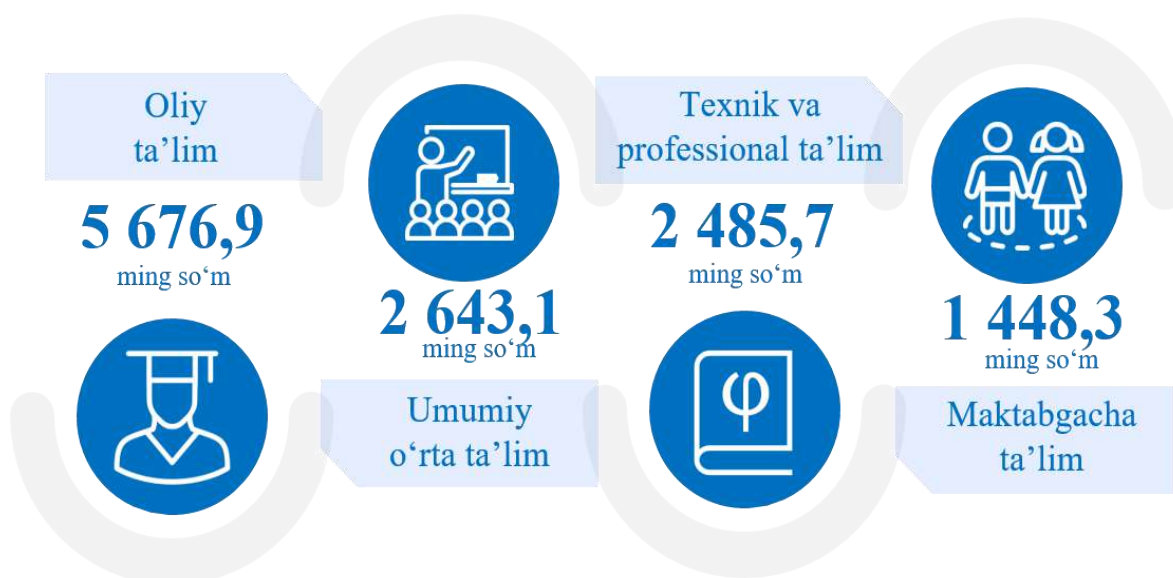 Oliy
ta’lim
5 676,9
ming so‘m
2 643,1
ming so‘m
Umumiy
o‘rta ta’lim
Texnik va
professional ta’lim
2 485,7
ming so‘m
φ
1 448,3
ming so‘m
Maktabgacha
ta’lim